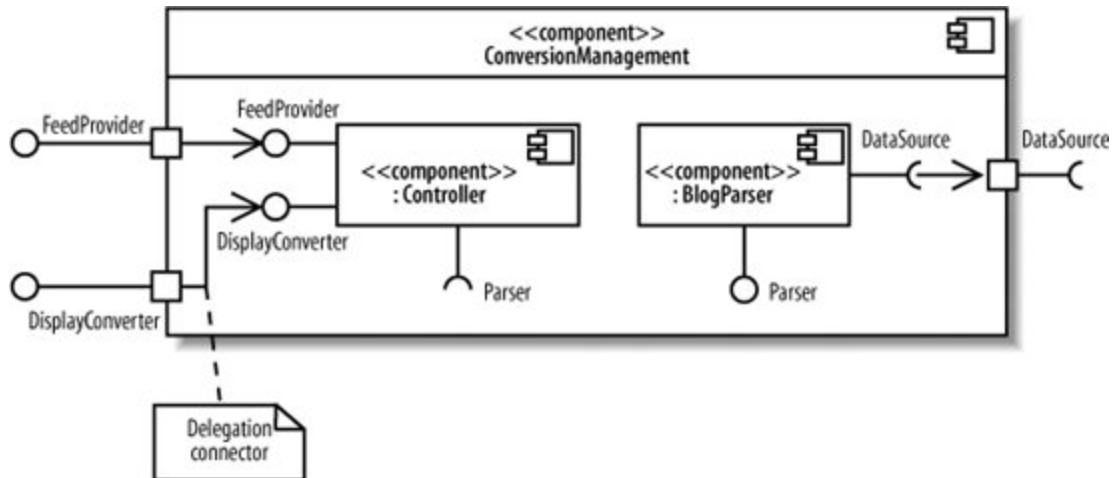 <<component>>
ConversionManagement
FeedProvider
FeedProvider
<<component>>
: Controller
<<component>>
: BlogParser
DataSource
DataSource
DisplayConverter
Parser
Parser
DisplayConverter
Delegation
connector